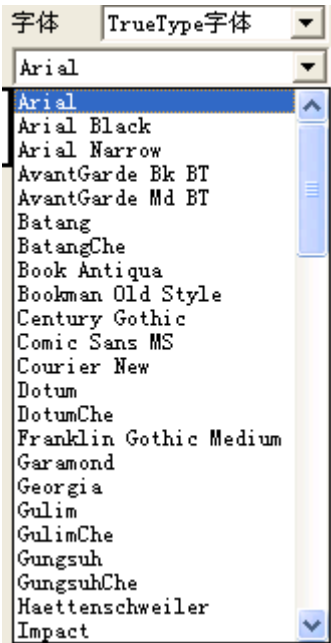 字体 TrueType字体
Arial
Arial
Arial Black
Arial Narrow
AvantGarde Bk BT
AvantGarde Md BT
Batang
BatangChe
Book Antiqua
Bookman Old Style
Century Gothic
Comic Sans MS
Courier New
Dotum
DotumChe
Franklin Gothic Medium
Garamond
Georgia
Gulim
GulimChe
Gungsuh
GungsuhChe
Haettenschweiler
Impact